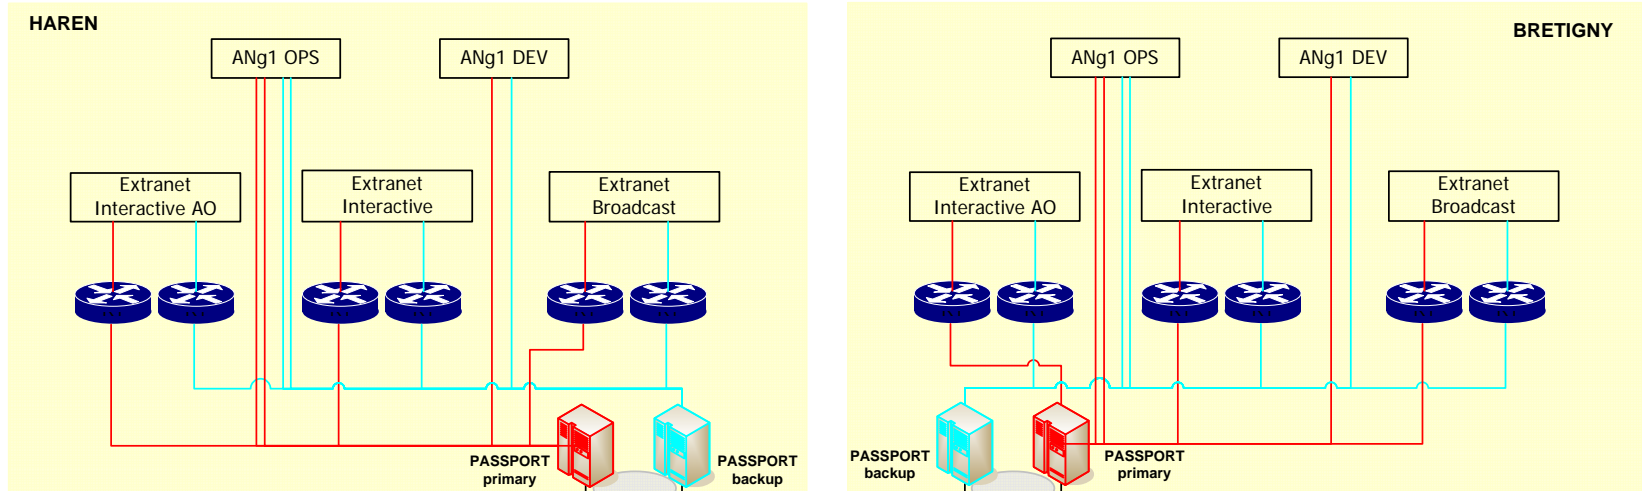 HAREN
ANg1 OPS
ANg1 DEV
Extranet
Interactive AO
Extranet
Interactive
Extranet
Broadcast
PASSPORT
primary
PASSPORT
backup
BRETIGNY
ANg1 OPS
ANg1 DEV
Extranet
Interactive AO
Extranet
Interactive
Extranet
Broadcast
PASSPORT
backup
PASSPORT
primary